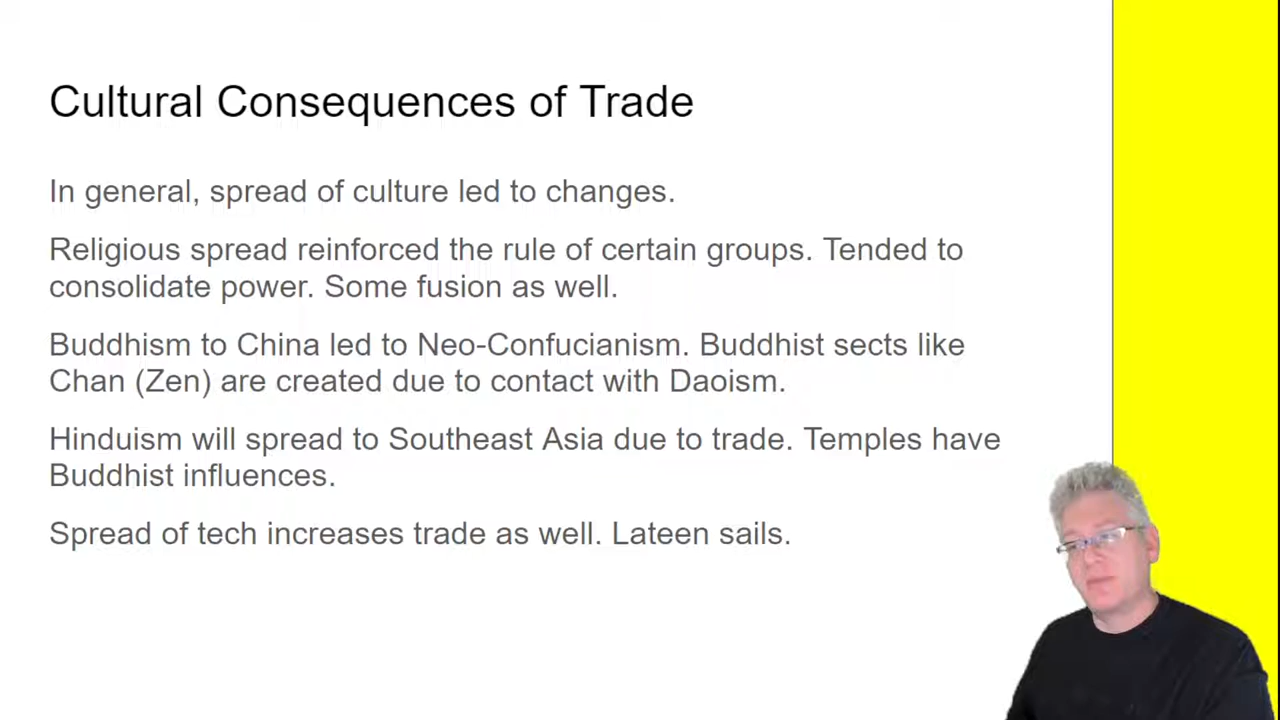 Cultural Consequences of Trade
In general, spread of culture led to changes.
Religious spread reinforced the rule of certain groups. Tended to
consolidate power. Some fusion as well.
Buddhism to China led to Neo-Confucianism. Buddhist sects like
Chan (Zen) are created due to contact with Daoism.
Hinduism will spread to Southeast Asia due to trade. Temples have
Buddhist influences.
Spread of tech increases trade as well. Lateen sails.